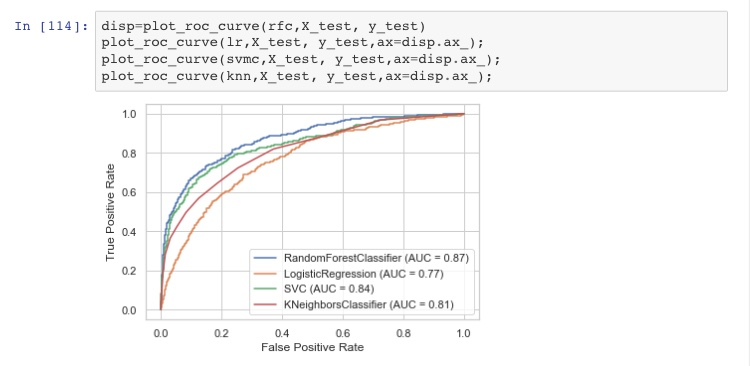 In [114]: disp=plot_roc_curve(rfc,X_test, y_test)
plot_roc_curve(lr,X_test, y_test,ax=disp.ax_);
plot_roc_curve(svmc,X_test, y_test,ax=disp.ax_);
plot_roc_curve(knn,X_test, y_test,ax=disp.ax_);
1.0
0.8
0.6
0.4
0.2
0.0
True Positive Rate
RandomForestClassifier (AUC = 0.87)
LogisticRegression (AUC = 0.77)
SVC (AUC = 0.84)
KNeighborsClassifier (AUC = 0.81)
0.0 0.2 0.4 0.6 0.8 1.0
False Positive Rate